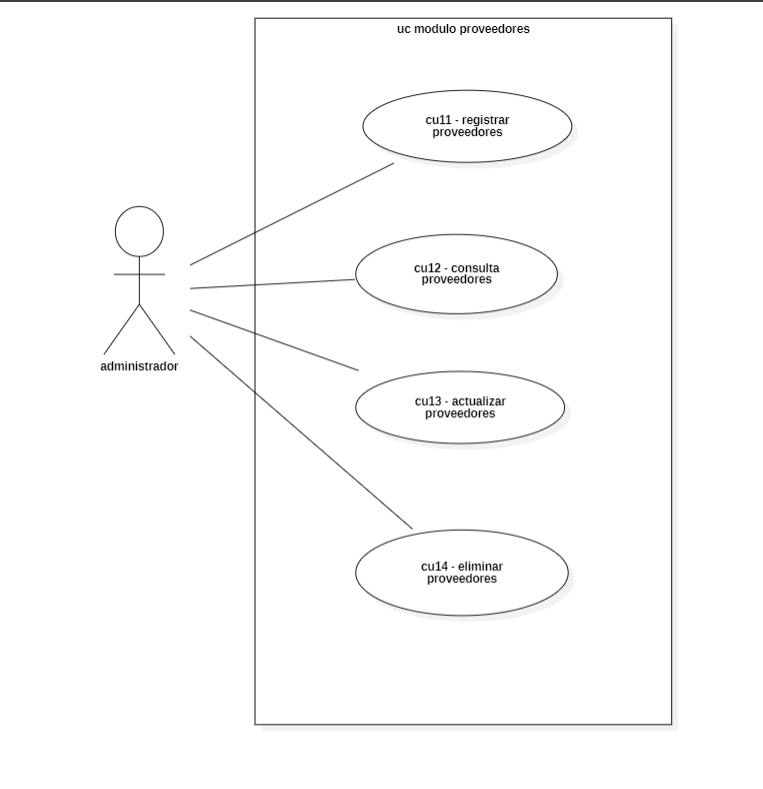 uc modulo proveedores
cu11 - registrar
proveedores
cu12 - consulta
proveedores
administrador
cu13 - actualizar
proveedores
cu14 - eliminar
proveedores